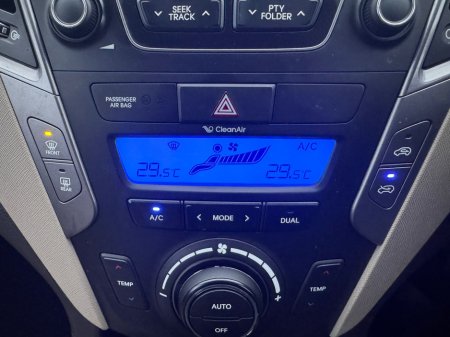 SEEK
TRACK
PTY
FOLDER
PASSENGER
AIR BAG
CleanAir
FRONT
REAR
A/C
29.5C
29.5C
A/C
MODE
DUAL
TEMP
TEMP
AUTO
OFF